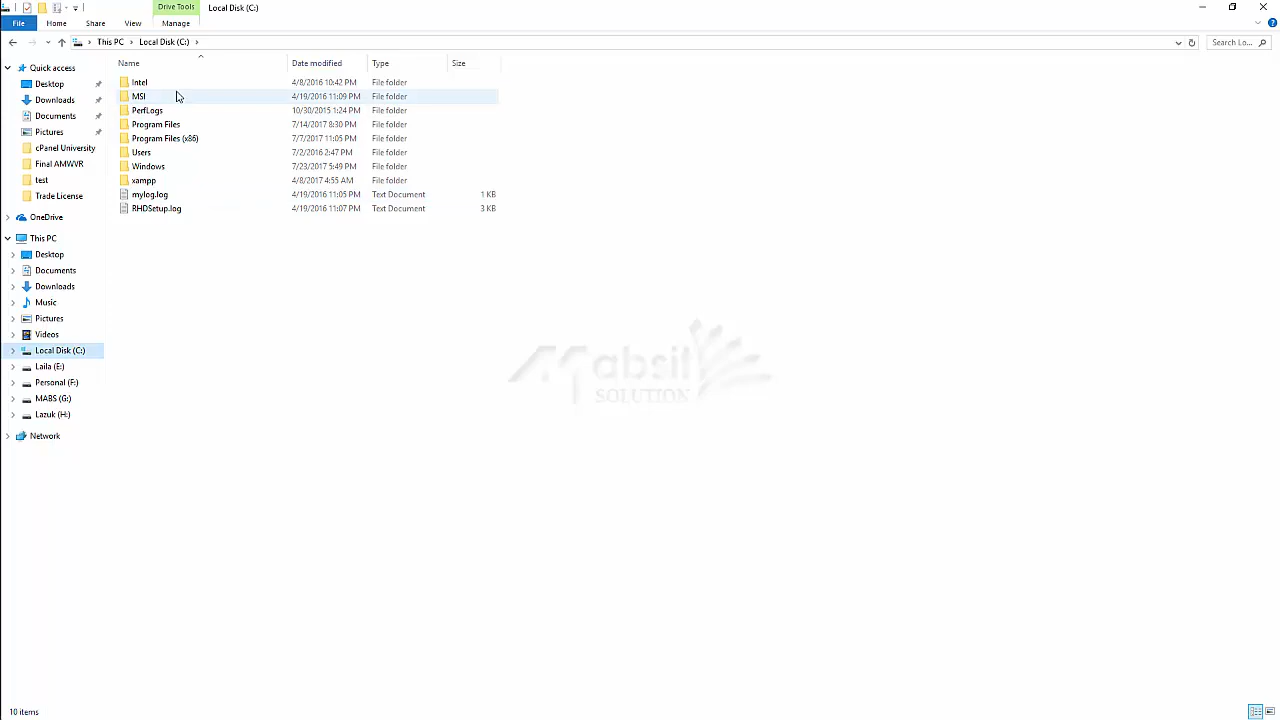 Drive Tools
Local Disk (C:)
File
Home
Share
View
Manage
This PC
Local Disk (C:)
Search Lo...
Name
Date modified
Type
Size
Quick access
Desktop
Downloads
Documents
Pictures
cPanel University
Final AMWVR
test
Trade License
OneDrive
This PC
Desktop
Documents
Downloads
Music
Pictures
Videos
Local Disk (C:)
Laila (E:)
Personal (F:)
MABS (G:)
Lazuk (H:)
Network
Intel 4/8/2016 10:42 PM File folder
MSI 4/19/2016 11:09 PM File folder
PerfLogs 10/30/2015 1:24 PM File folder
Program Files 7/14/2017 8:30 PM File folder
Program Files (x86) 7/7/2017 11:05 PM File folder
Users 7/2/2016 2:47 PM File folder
Windows 7/23/2017 5:49 PM File folder
xampp 4/8/2017 4:55 AM File folder
mylog.log 4/19/2016 11:05 PM Text Document 1 KB
RHDSetup.log 4/19/2016 11:07 PM Text Document 3 KB
Mabsit
SOLUTION
10 items